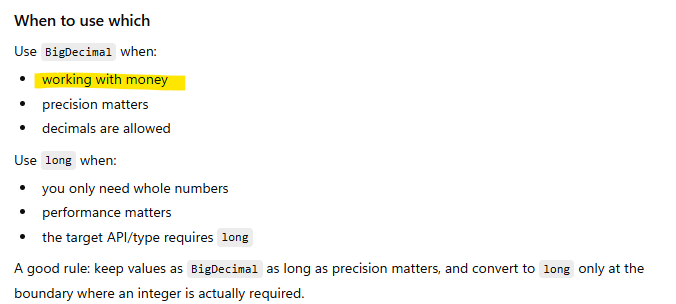 When to use which
Use BigDecimal when:
• working with money
• precision matters
• decimals are allowed
Use long when:
• you only need whole numbers
• performance matters
• the target API/type requires long
A good rule: keep values as BigDecimal as long as precision matters, and convert to long only at the
boundary where an integer is actually required.